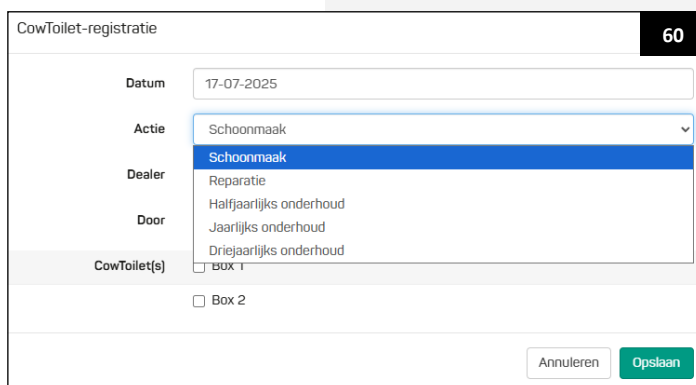 CowToilet-registratie
60
Datum 17-07-2025
Actie Schoonmaak
Schoonmaak
Dealer Reparatie
Halfjaarlijks onderhoud
Door Jaarlijks onderhoud
Driejaarlijks onderhoud
CowToilet(s) Box 1
Box 2
Annuleren Opslaan